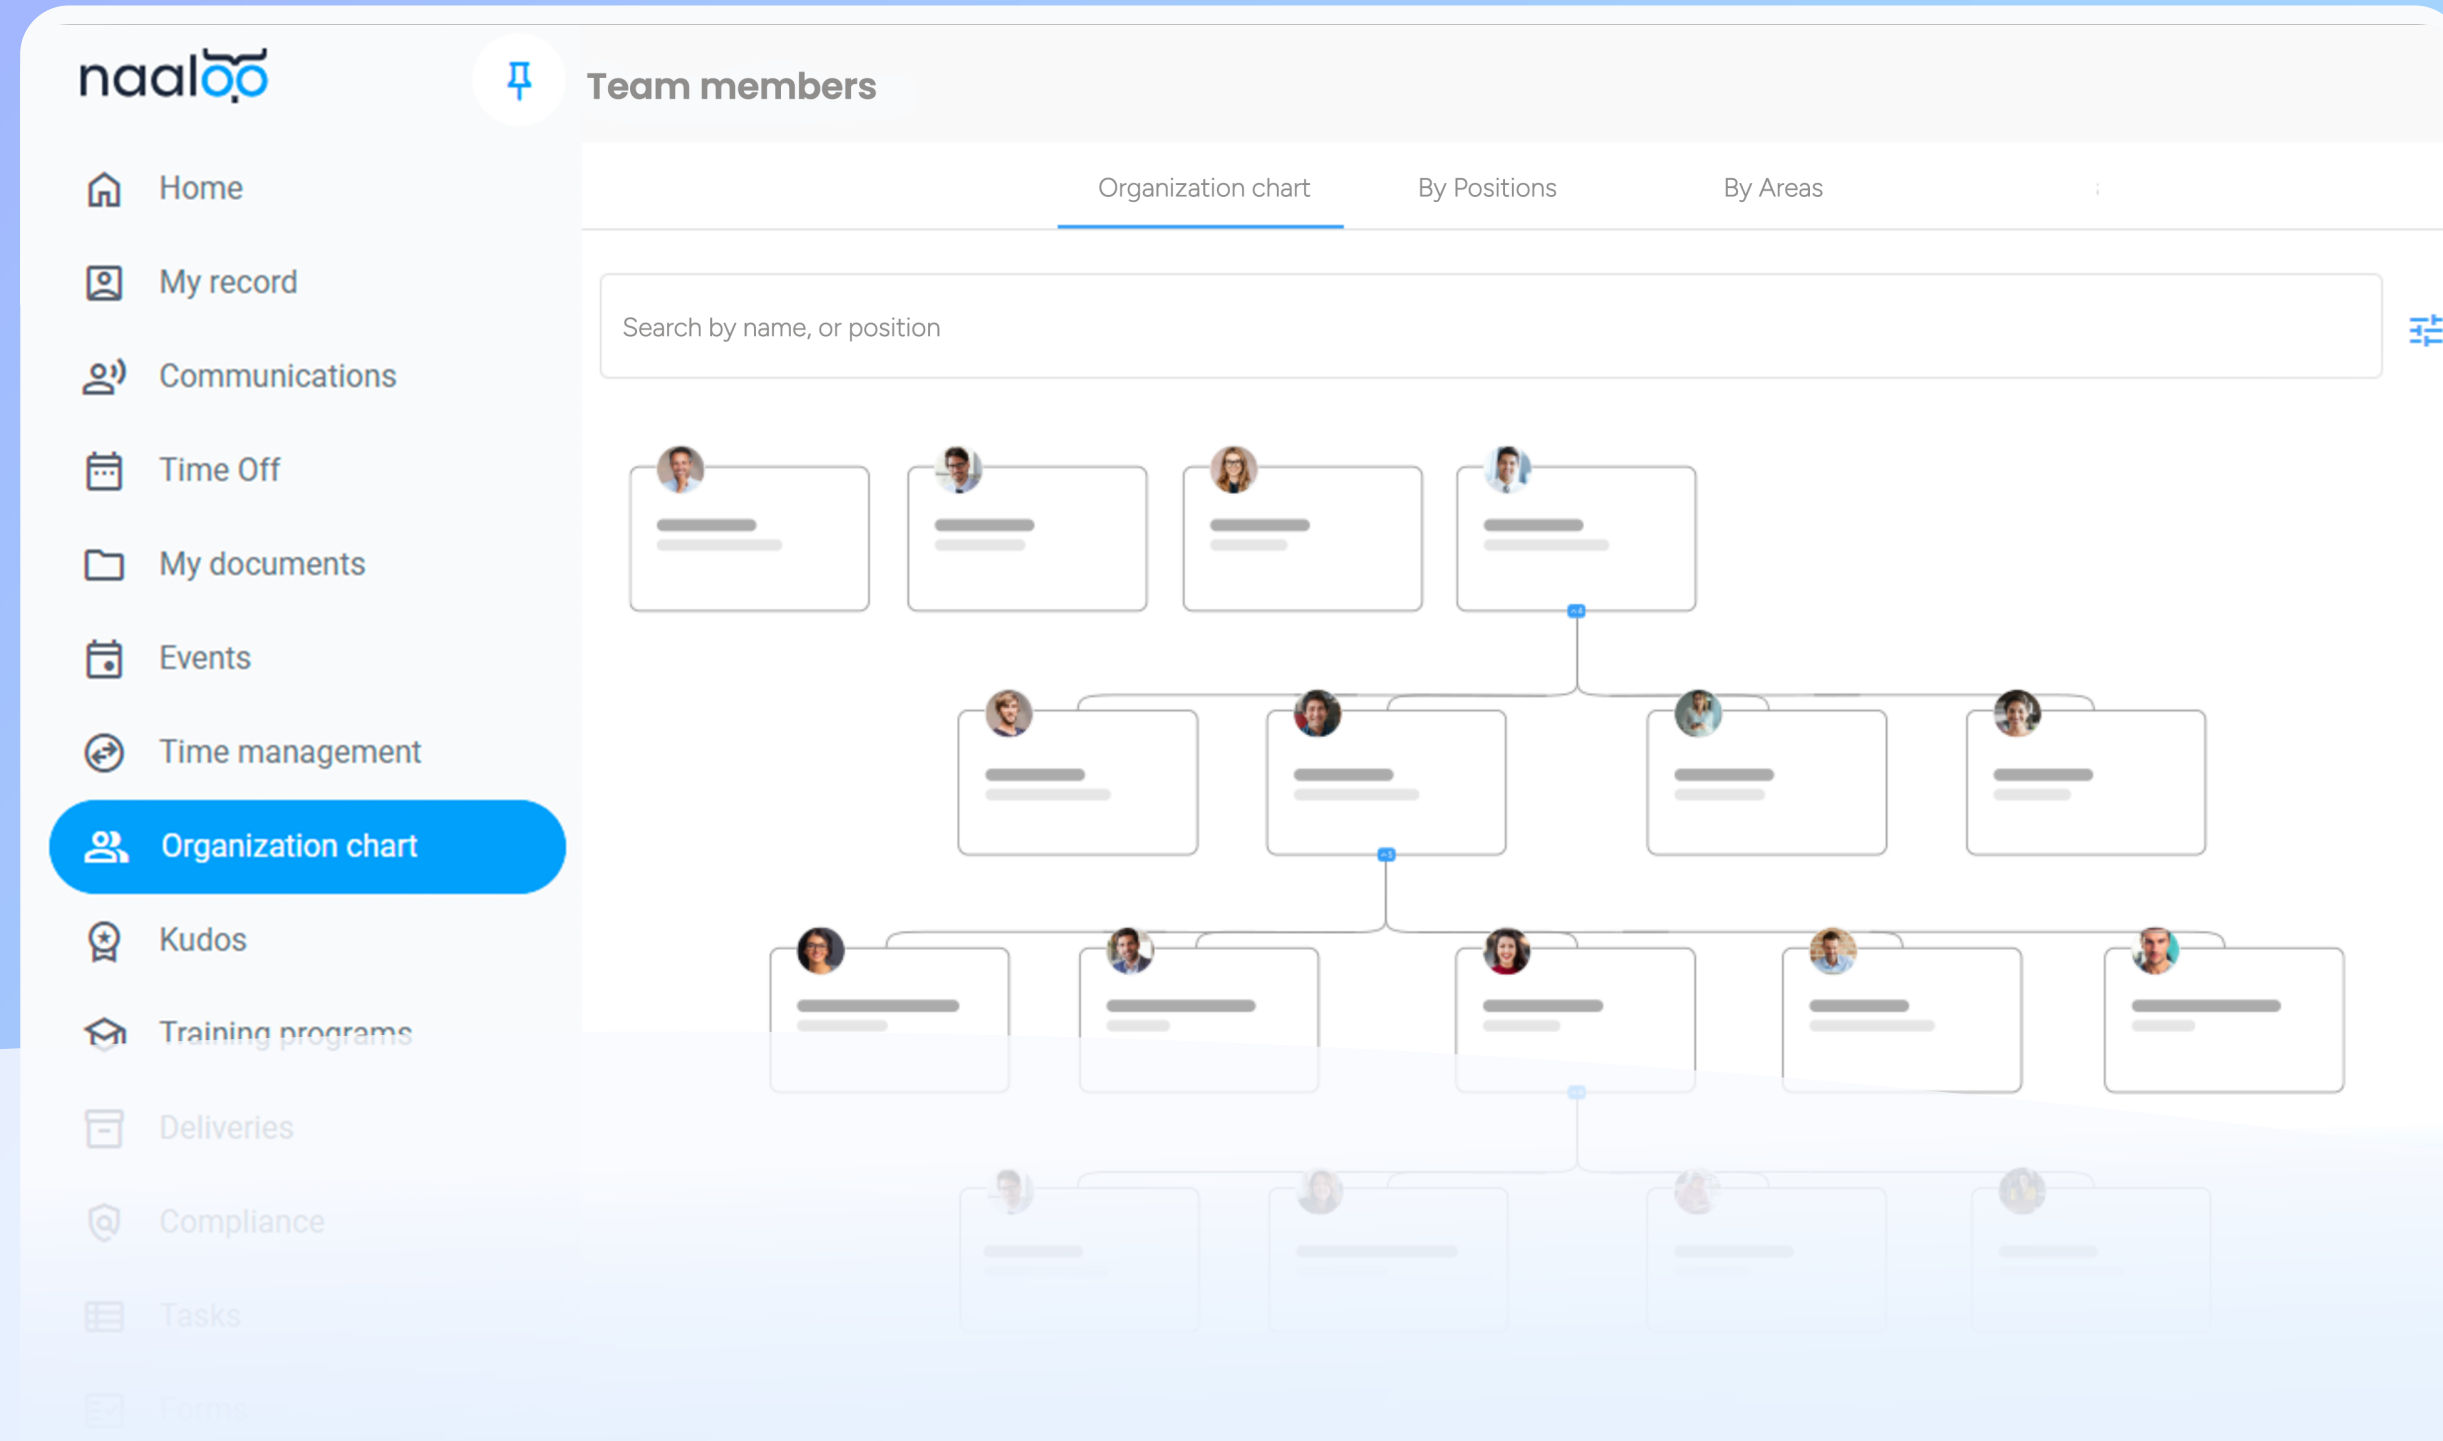 naaloo
Team members
Home
My record
Communications
Time Off
My documents
Events
Time management
Organization chart
Kudos
Training programs
Deliveries
Compliance
Tasks
Forms
Organization chart
By Positions
By Areas
Search by name, or position